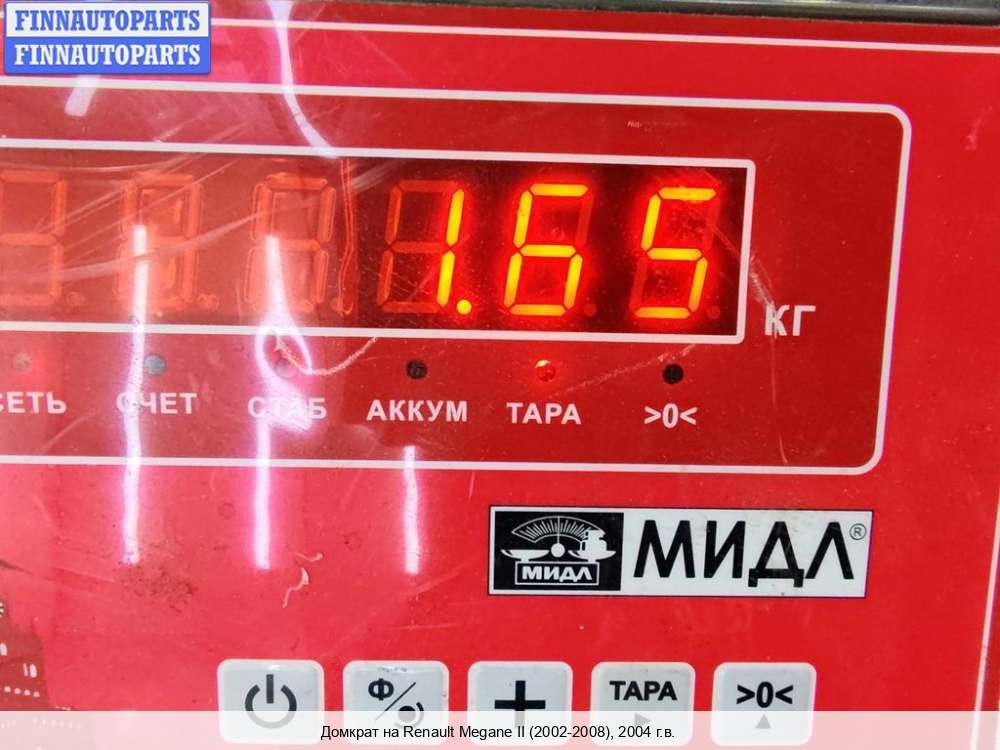 FINNAUTOPARTS
FINNAUTOPARTS
1.65
КГ
СЕТЬ СЧЕТ СТАБ АККУМ ТАРА >0<
МИДЛ МИДЛ®
Ф ТАРА >0<
Домкрат на Renault Megane II (2002-2008), 2004 г.в.